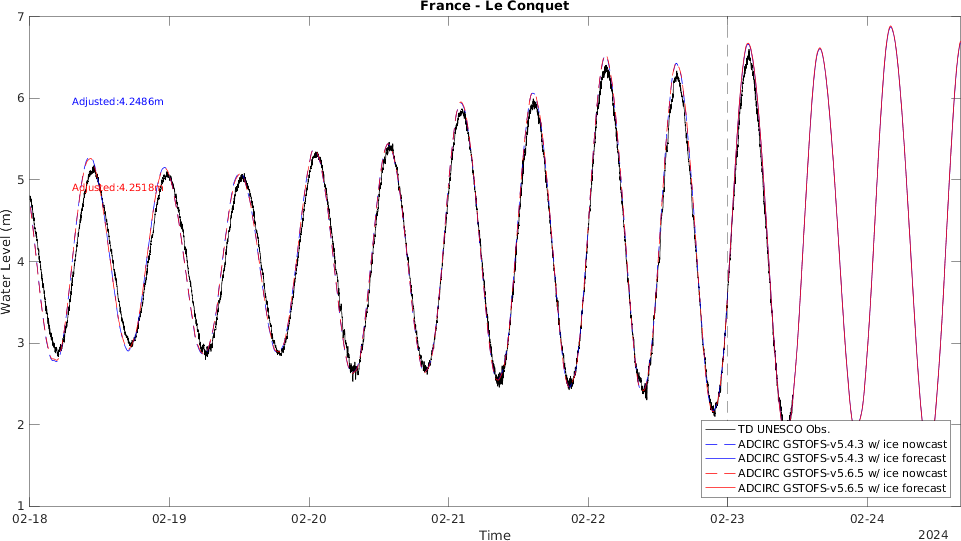 France - Le Conquet
7
6
5
4
3
2
1
Water Level (m)
Adjusted:4.2486m
Adjusted:4.2518m
TD UNESCO Obs.
ADCIRC GSTOFS-v5.4.3 w/ ice nowcast
ADCIRC GSTOFS-v5.4.3 w/ ice forecast
ADCIRC GSTOFS-v5.6.5 w/ ice nowcast
ADCIRC GSTOFS-v5.6.5 w/ ice forecast
02-18 02-19 02-20 02-21 02-22 02-23 02-24
Time
2024